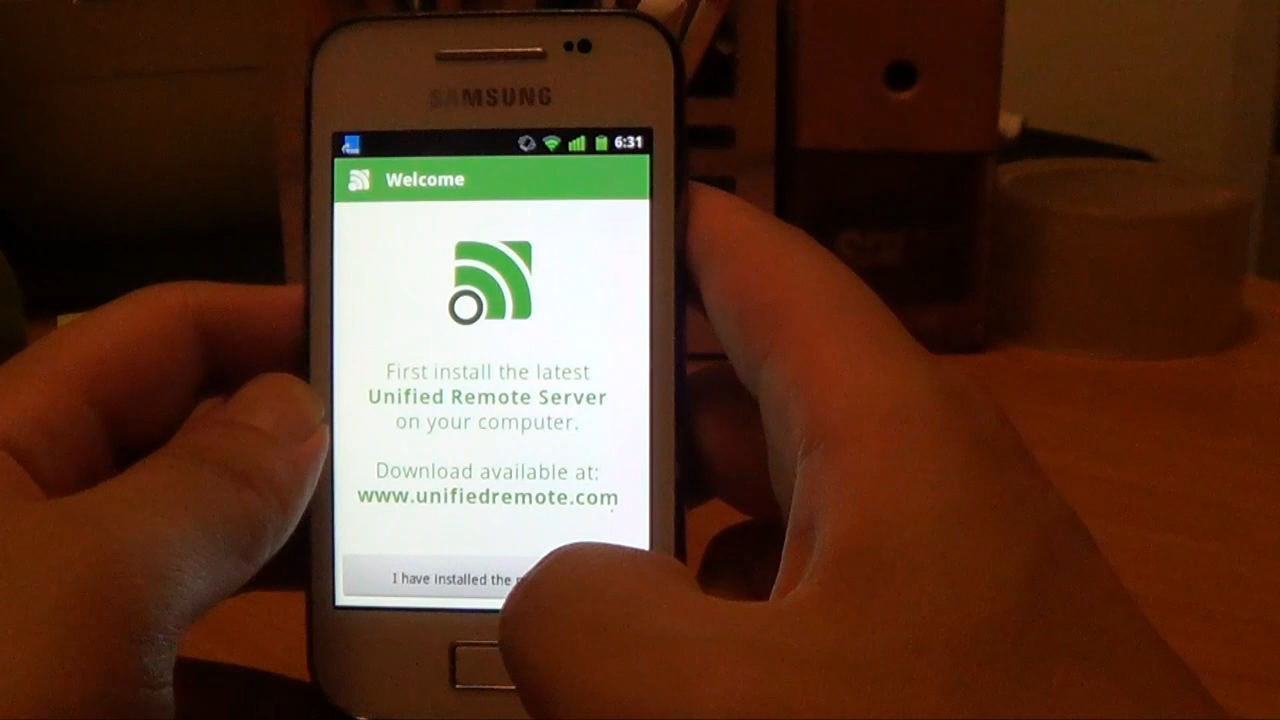 SAMSUNG
6:31
Welcome
First install the latest
Unified Remote Server
on your computer.
Download available at:
www.unifiedremote.com
I have installed the